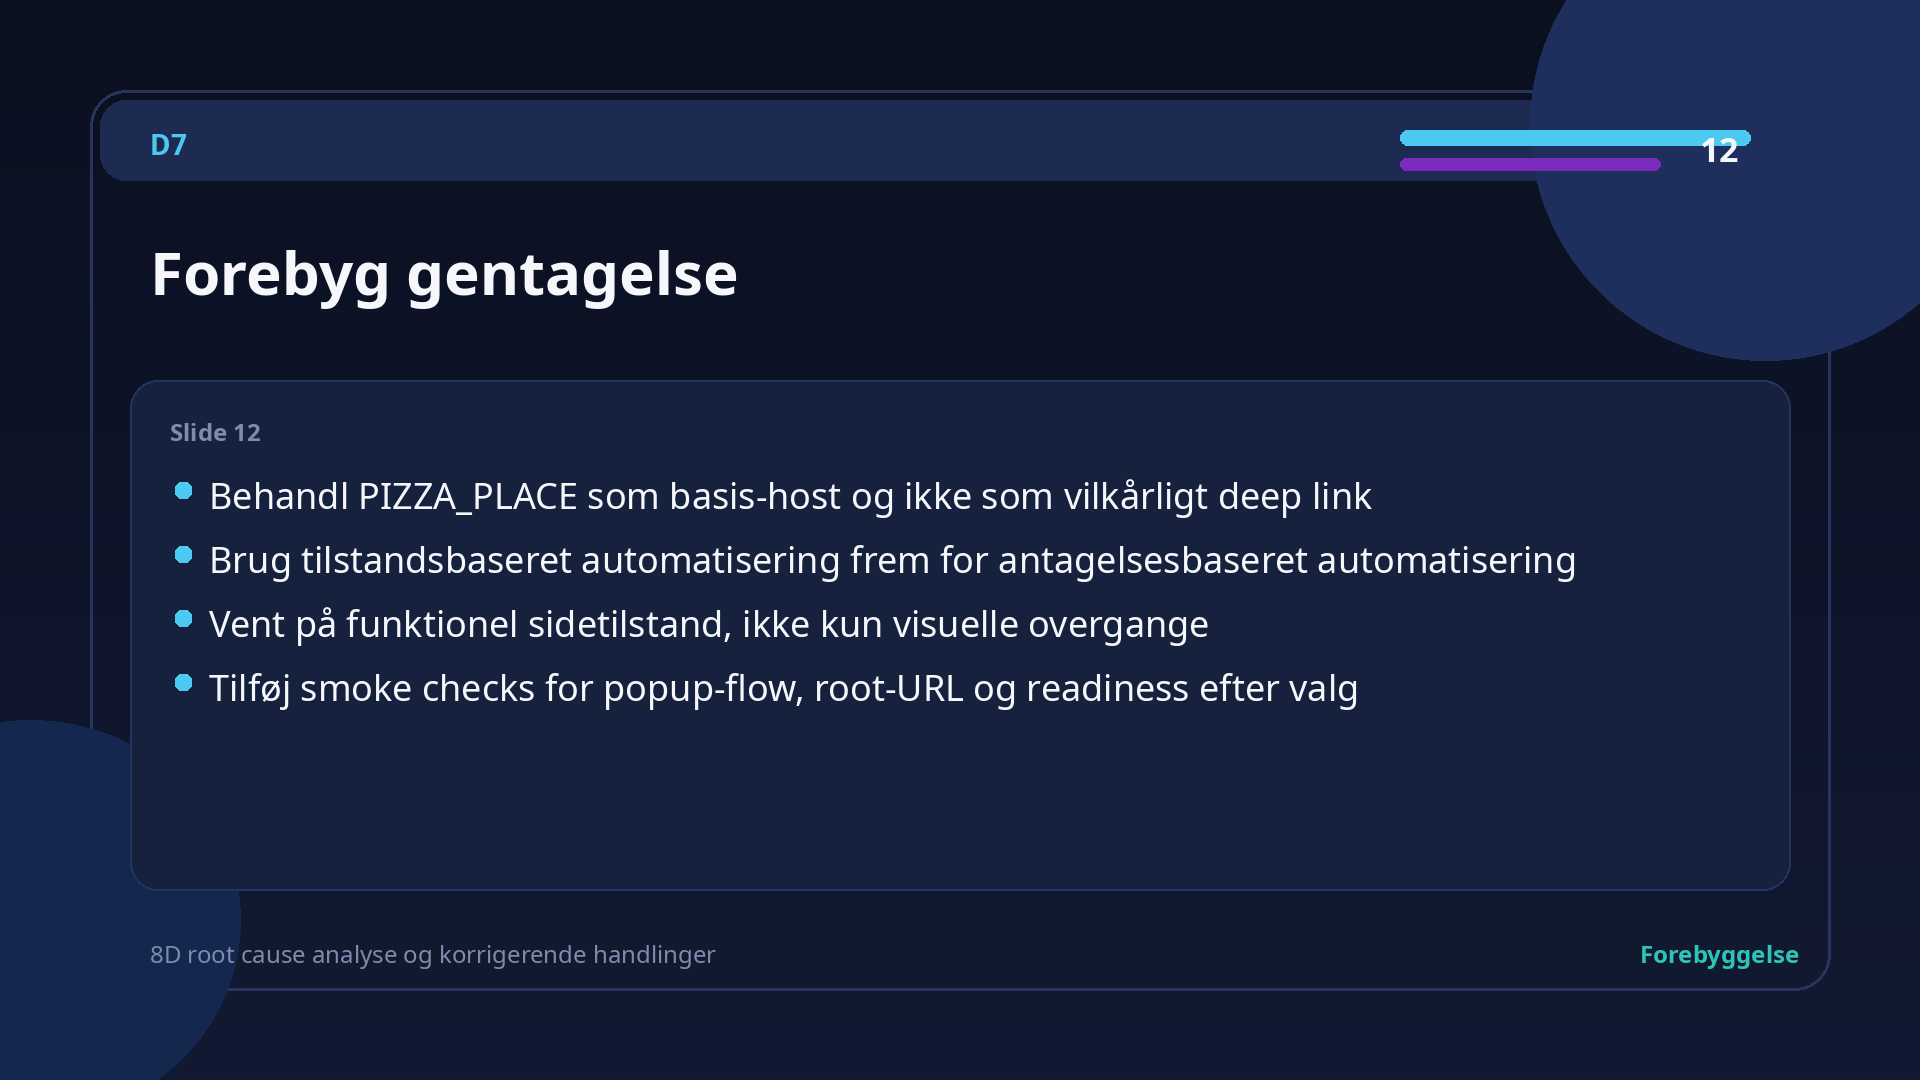 D7
12
Forebyg gentagelse
Slide 12
Behandl PIZZA_PLACE som basis-host og ikke som vilkårligt deep link
Brug tilstandsbaseret automatisering frem for antagelsesbaseret automatisering
Vent på funktionel sidetilstand, ikke kun visuelle overgange
Tilføj smoke checks for popup-flow, root-URL og readiness efter valg
8D root cause analyse og korrigerende handlinger
Forebyggelse